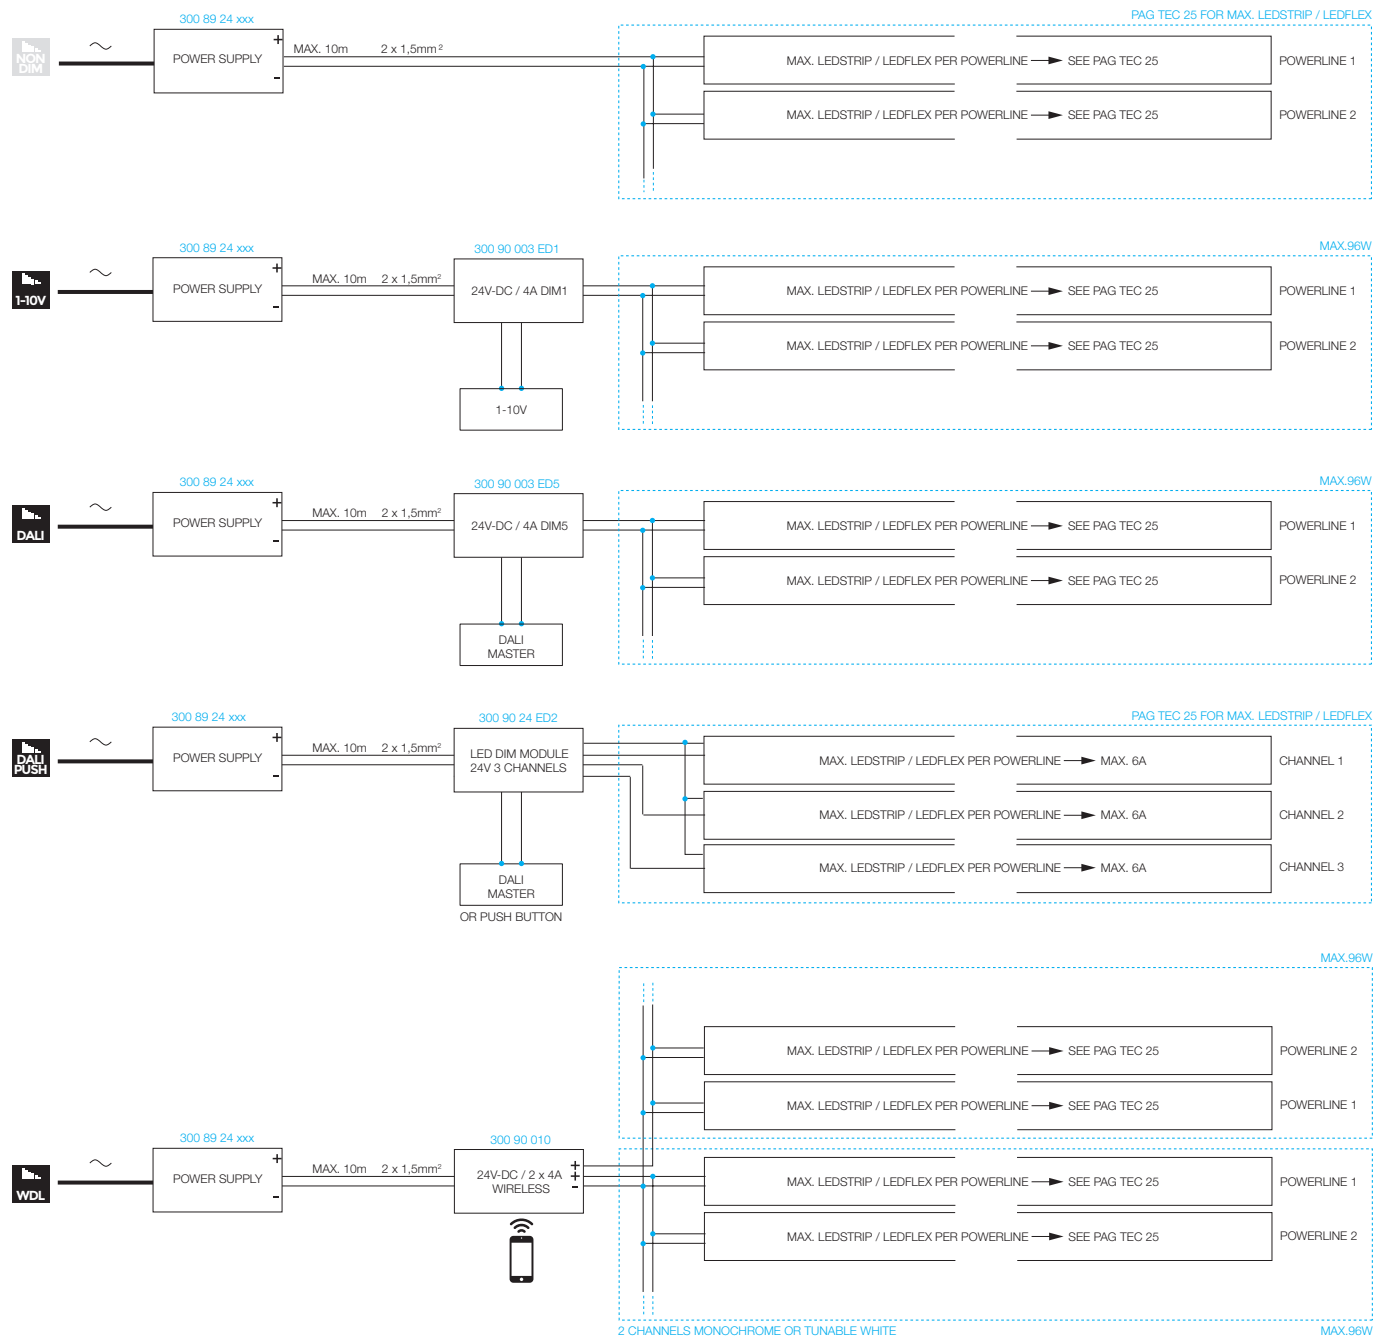 300 89 24 xxx
PAG TEC 25 FOR MAX. LEDSTRIP / LEDFLEX
NON
DIM
POWER SUPPLY
+
-
MAX. 10m 2 x 1,5mm²
MAX. LEDSTRIP / LEDFLEX PER POWERLINE SEE PAG TEC 25
POWERLINE 1
MAX. LEDSTRIP / LEDFLEX PER POWERLINE SEE PAG TEC 25
POWERLINE 2
300 89 24 xxx
300 90 003 ED1
MAX.96W
1-10V
POWER SUPPLY
+
-
MAX. 10m 2 x 1,5mm²
24V-DC / 4A DIM1
MAX. LEDSTRIP / LEDFLEX PER POWERLINE SEE PAG TEC 25
POWERLINE 1
MAX. LEDSTRIP / LEDFLEX PER POWERLINE SEE PAG TEC 25
POWERLINE 2
1-10V
300 89 24 xxx
300 90 003 ED5
MAX.96W
DALI
POWER SUPPLY
+
-
MAX. 10m 2 x 1,5mm²
24V-DC / 4A DIM5
MAX. LEDSTRIP / LEDFLEX PER POWERLINE SEE PAG TEC 25
POWERLINE 1
MAX. LEDSTRIP / LEDFLEX PER POWERLINE SEE PAG TEC 25
POWERLINE 2
DALI
MASTER
300 89 24 xxx
300 90 24 ED2
PAG TEC 25 FOR MAX. LEDSTRIP / LEDFLEX
DALI
PUSH
POWER SUPPLY
+
-
MAX. 10m 2 x 1,5mm²
LED DIM MODULE
24V 3 CHANNELS
MAX. LEDSTRIP / LEDFLEX PER POWERLINE MAX. 6A
CHANNEL 1
MAX. LEDSTRIP / LEDFLEX PER POWERLINE MAX. 6A
CHANNEL 2
MAX. LEDSTRIP / LEDFLEX PER POWERLINE MAX. 6A
CHANNEL 3
DALI
MASTER
OR PUSH BUTTON
MAX.96W
MAX. LEDSTRIP / LEDFLEX PER POWERLINE SEE PAG TEC 25
POWERLINE 2
MAX. LEDSTRIP / LEDFLEX PER POWERLINE SEE PAG TEC 25
POWERLINE 1
300 89 24 xxx
300 90 010
WDL
POWER SUPPLY
+
-
MAX. 10m 2 x 1,5mm²
24V-DC / 2 x 4A
WIRELESS
+
+
-
MAX. LEDSTRIP / LEDFLEX PER POWERLINE SEE PAG TEC 25
POWERLINE 1
MAX. LEDSTRIP / LEDFLEX PER POWERLINE SEE PAG TEC 25
POWERLINE 2
2 CHANNELS MONOCHROME OR TUNABLE WHITE
MAX.96W